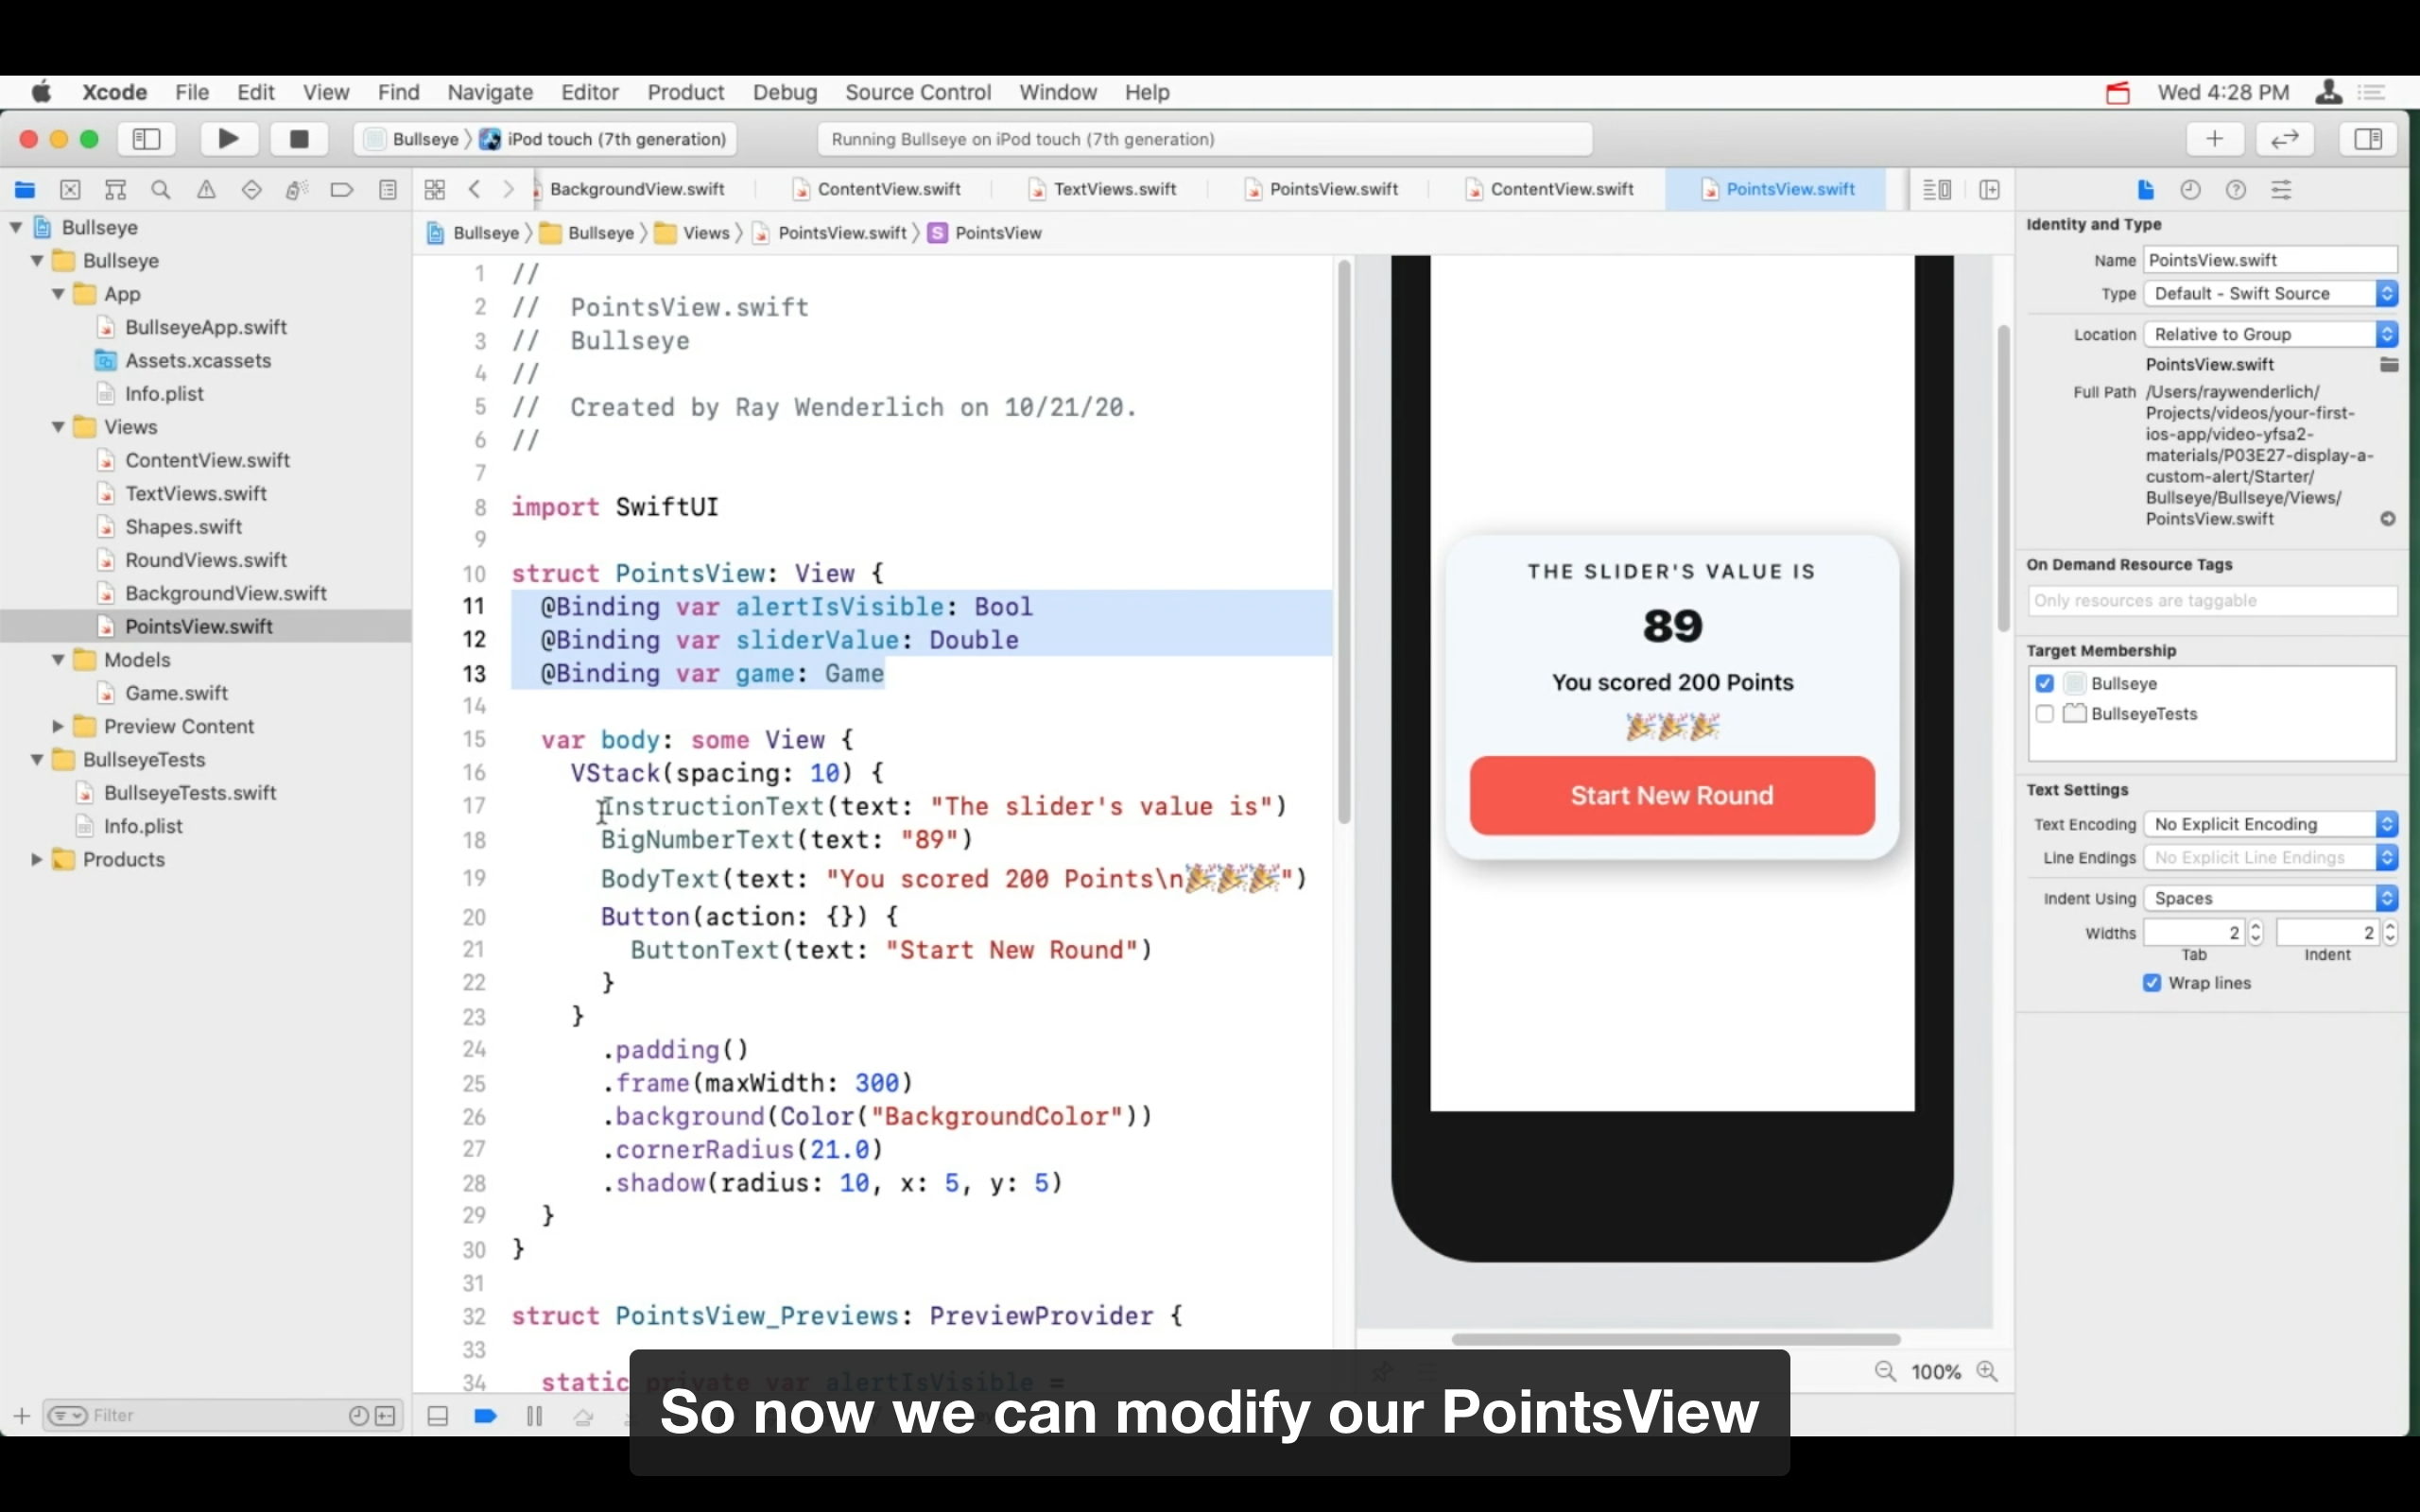 Xcode File Edit View Find Navigate Editor Product Debug Source Control Window Help Wed 4:28 PM
Bullseye 〉 iPod touch (7th generation) Running Bullseye on iPod touch (7th generation)
BackgroundView.swift ContentView.swift TextViews.swift PointsView.swift ContentView.swift PointsView.swift
Bullseye 〉 Bullseye 〉 Views 〉 PointsView.swift 〉 S PointsView
Bullseye
Bullseye
App
BullseyeApp.swift
Assets.xcassets
Info.plist
Views
ContentView.swift
TextViews.swift
Shapes.swift
RoundViews.swift
BackgroundView.swift
PointsView.swift
Models
Game.swift
Preview Content
BullseyeTests
BullseyeTests.swift
Info.plist
Products
Filter
1 //
2 //  PointsView.swift
3 //  Bullseye
4 //
5 //  Created by Ray Wenderlich on 10/21/20.
6 //
7
8 import SwiftUI
9
10 struct PointsView: View {
11   @Binding var alertIsVisible: Bool
12   @Binding var sliderValue: Double
13   @Binding var game: Game
14
15   var body: some View {
16     VStack(spacing: 10) {
17       InstructionText(text: "The slider's value is")
18       BigNumberText(text: "89")
19       BodyText(text: "You scored 200 Points\n🎉🎉🎉")
20       Button(action: {}) {
21         ButtonText(text: "Start New Round")
22       }
23     }
24       .padding()
25       .frame(maxWidth: 300)
26       .background(Color("BackgroundColor"))
27       .cornerRadius(21.0)
28       .shadow(radius: 10, x: 5, y: 5)
29   }
30 }
31
32 struct PointsView_Previews: PreviewProvider {
33
34   static private var alertIsVisible =
THE SLIDER'S VALUE IS
89
You scored 200 Points
🎉🎉🎉
Start New Round
100%
Identity and Type
Name PointsView.swift
Type Default - Swift Source
Location Relative to Group
PointsView.swift
Full Path /Users/raywenderlich/
Projects/videos/your-first-
ios-app/video-yfsa2-
materials/P03E27-display-a-
custom-alert/Starter/
Bullseye/Bullseye/Views/
PointsView.swift
On Demand Resource Tags
Only resources are taggable
Target Membership
Bullseye
BullseyeTests
Text Settings
Text Encoding No Explicit Encoding
Line Endings No Explicit Line Endings
Indent Using Spaces
Widths 2 2
Tab Indent
Wrap lines
So now we can modify our PointsView